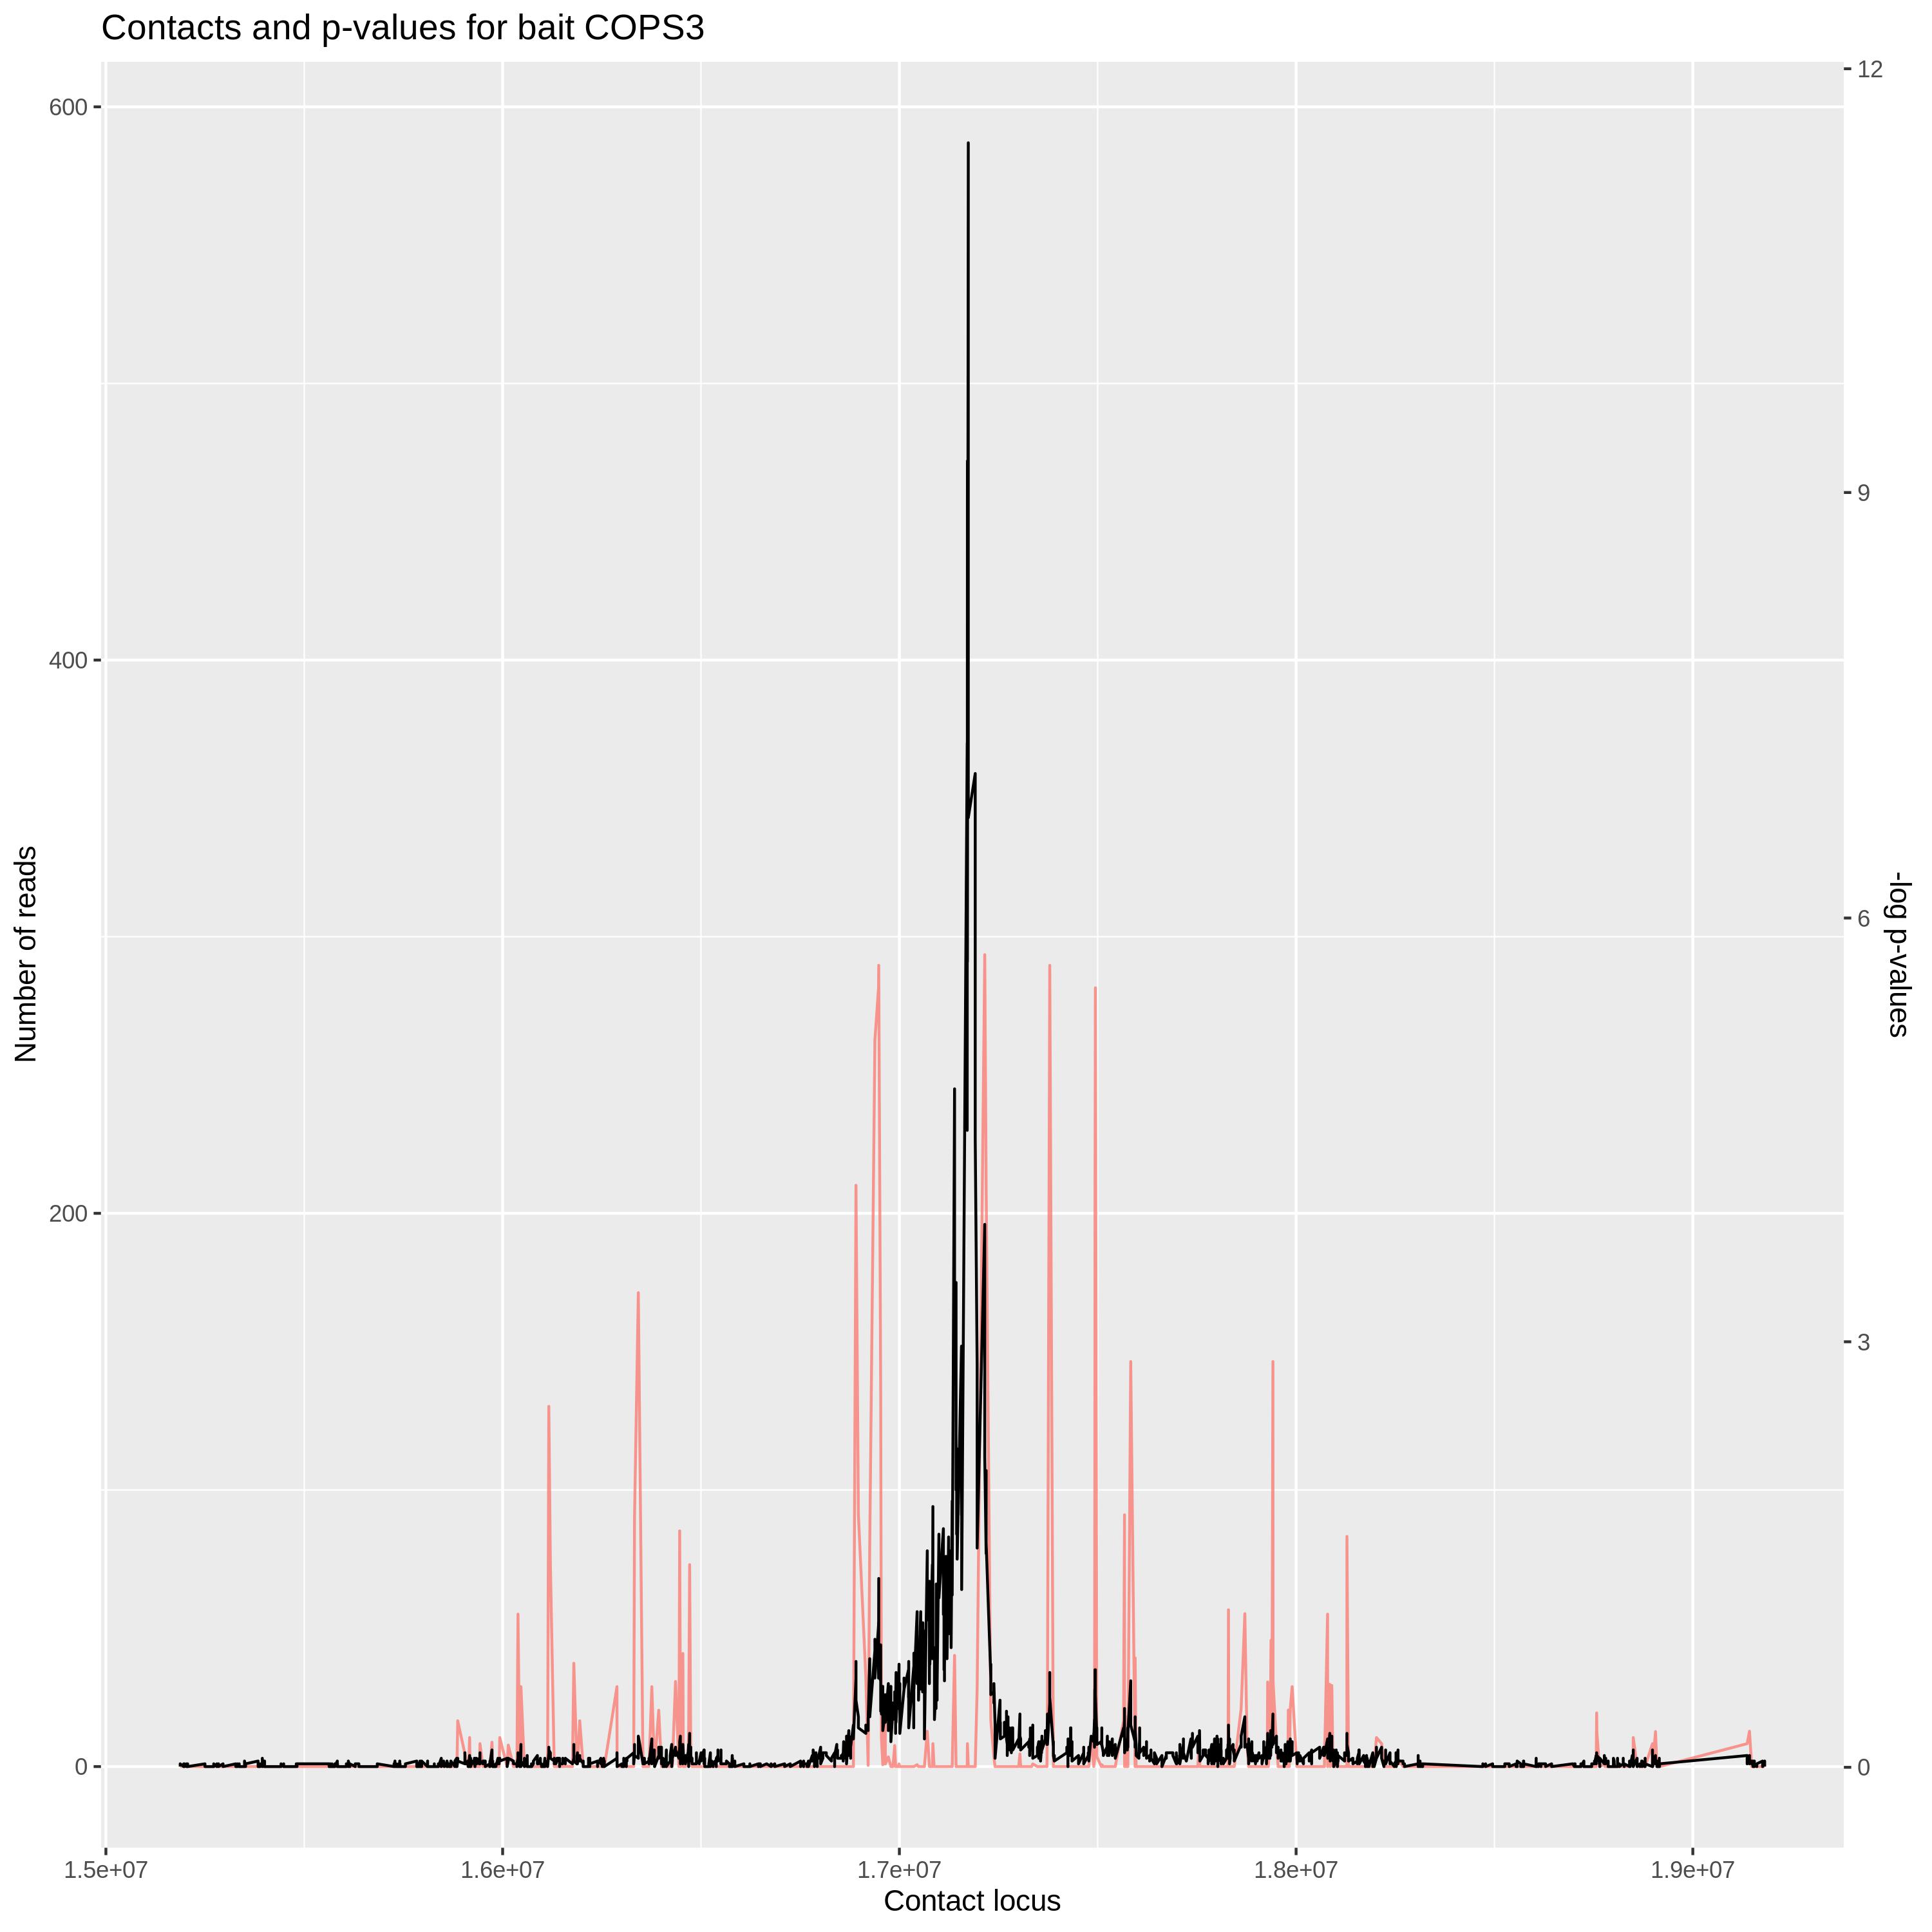 Contacts and p-values for bait COPS3
600
400
200
0
Number of reads
12
9
6
3
0
-log p-values
1.5e+07 1.6e+07 1.7e+07 1.8e+07 1.9e+07
Contact locus